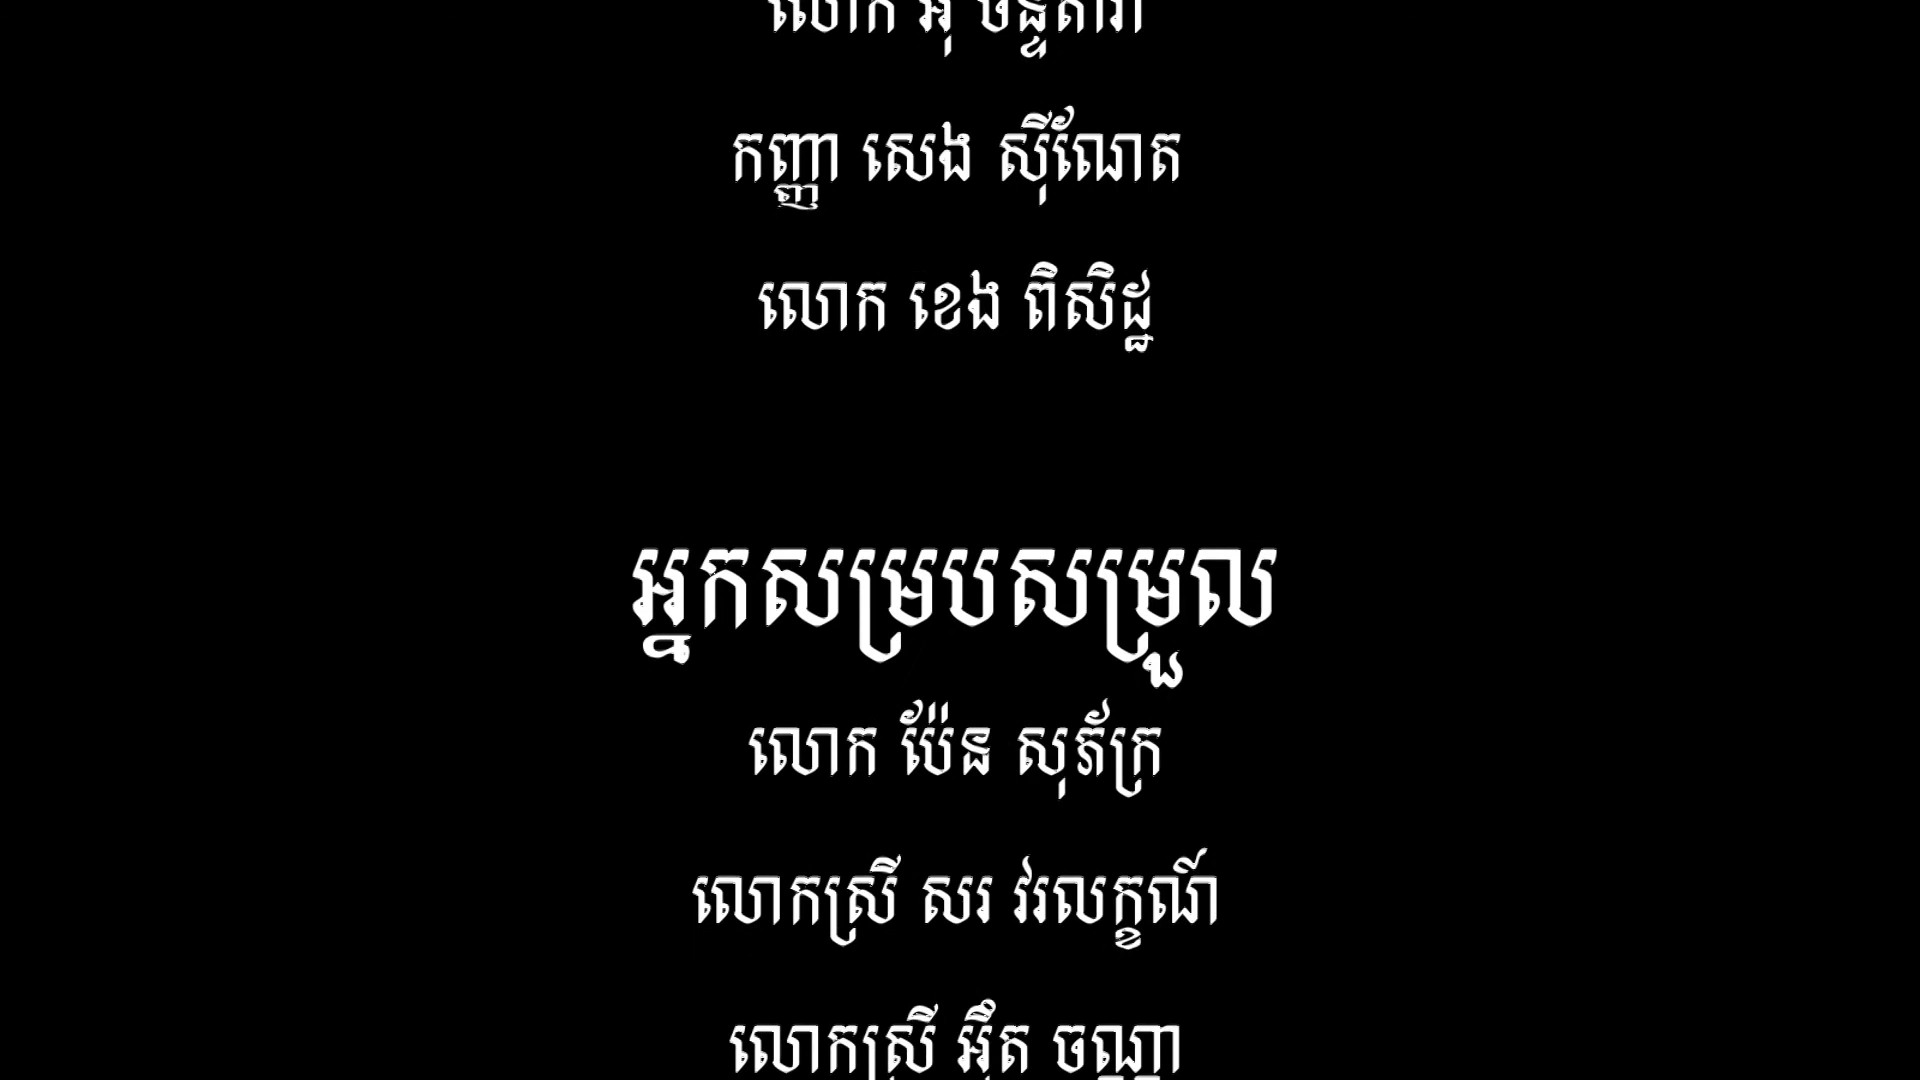 លោក អ៊ុ ច័ន្ទតារា
កញ្ញា សេង ស៊ីណែត
លោក ខេង ពិសិដ្ឋ
អ្នកសម្របសម្រួល
លោក ប៉ែន សុភ័ក្រ
លោកស្រី សរ វរលក្ខណ៍
លោកស្រី អ៊ឹត ចណ្ណា